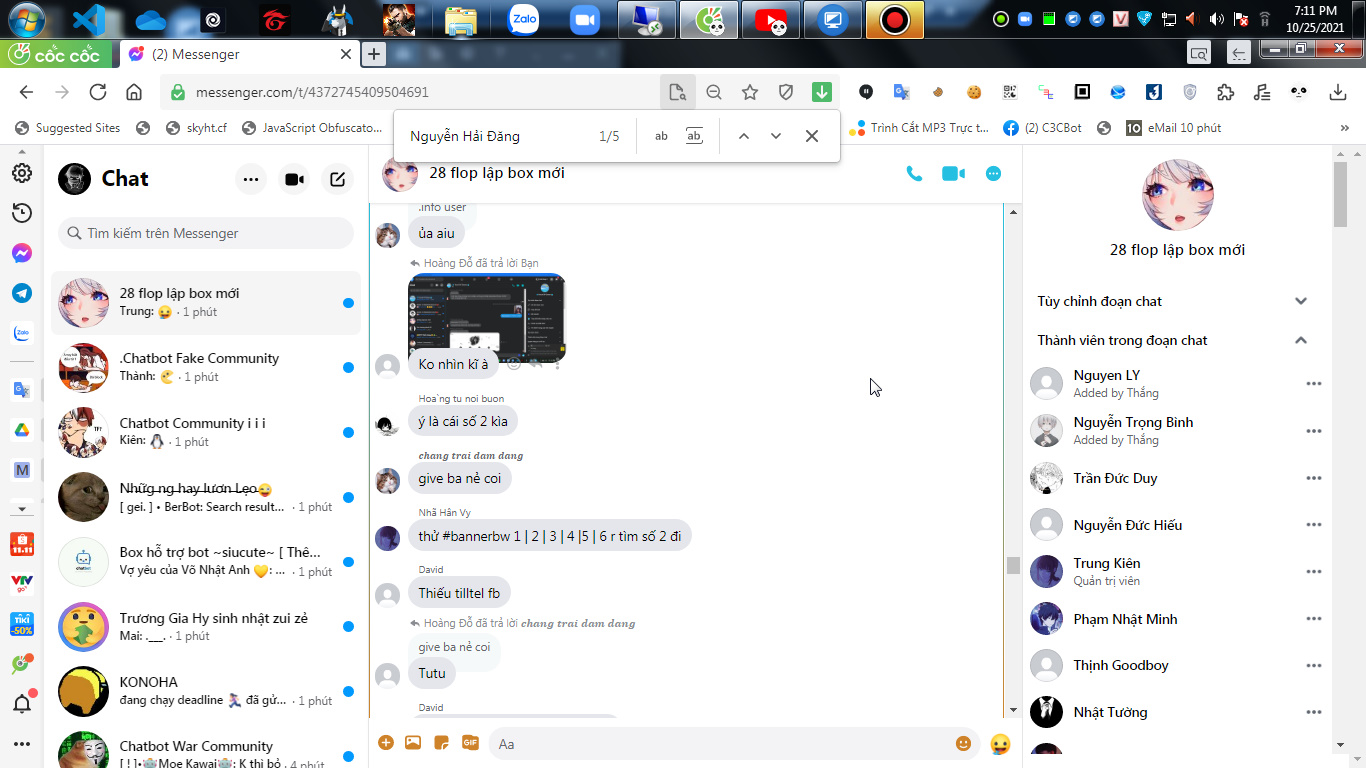 Zalo
7:11 PM
10/25/2021
cốc cốc
(2) Messenger
messenger.com/t/4372745409504691
Suggested Sites
skyht.cf
JavaScript Obfuscato...
Nguyễn Hải Đăng
1/5
ab
ab
Trình Cắt MP3 Trực t...
(2) C3CBot
10
eMail 10 phút
»
Chat
Tìm kiếm trên Messenger
28 flop lập box mới
Trung: 😜 · 1 phút
.Chatbot Fake Community
Thành: · 1 phút
Chatbot Community i i i
Kiên: 🐧 · 1 phút
Những ng hay lươn Lẹo😜
[ gei. ] • BerBot: Search result... · 1 phút
Box hỗ trợ bot ~siucute~ [ Thê...
Vợ yêu của Võ Nhật Anh 💛: ... · 1 phút
Trương Gia Hy sinh nhật zui zẻ
Mai: .__. · 1 phút
KONOHA
đang chạy deadline đã gử... · 1 phút
Chatbot War Community
[ ! ]•🤖Moe Kawai🤖: K thì bỏ · 4 phút
Zalo
M
11.11
VTV
go
TIKI
-50%
28 flop lập box mới
.info user
ủa aiu
Hoàng Đỗ đã trả lời Bạn
Ko nhìn kĩ à
Hoa`ng tu noi buon
ý là cái số 2 kìa
chang trai dam dang
give ba nẻ coi
Nhã Hân Vy
thử #bannerbw 1 | 2 | 3 | 4 |5 | 6 r tìm số 2 đi
David
Thiếu tilltel fb
Hoàng Đỗ đã trả lời chang trai dam dang
give ba nẻ coi
Tutu
David
GIF
Aa
28 flop lập box mới
Tùy chỉnh đoạn chat
Thành viên trong đoạn chat
Nguyen LY
Added by Thắng
Nguyễn Trọng Bình
Added by Thắng
Trần Đức Duy
Nguyễn Đức Hiếu
Trung Kiên
Quản trị viên
Phạm Nhật Minh
Thịnh Goodboy
Nhật Tường